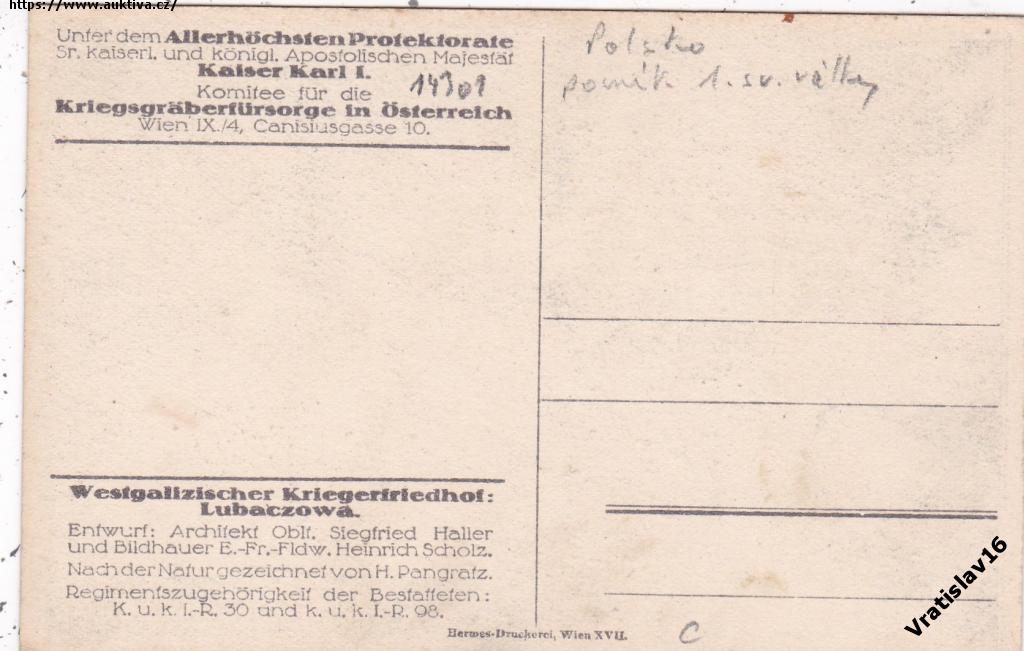 https://www.auktiva.cz/
Unter dem Allerhöchsten Protektorate
Sr. kaiserl. und königl. Apostolischen Majestät
Kaiser Karl I.
Komitee für die
Kriegsgräberfürsorge in Österreich
Wien IX./4, Canisiusgasse 10.
14301
Polsko
pomník 1. sv. války
Westgalizischer Kriegerfriedhof:
Lubaczowa.
Entwurf: Architekt Oblt. Siegfried Haller
und Bildhauer E.-Fr.-Fldw. Heinrich Scholz.
Nach der Natur gezeichnet von H. Pangratz.
Regimentszugehörigkeit der Bestatteten:
K. u. k. I.-R. 30 und k. u. k. I.-R. 98.
Hermes-Druckerei, Wien XVII.
C
Vratislav16